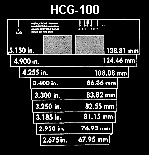 HCG-100
5.150 in. 130.81 mm
4.900 in. 124.46 mm
4.255 in. 108.08 mm
3.400 in. 86.36 mm
3.300 in. 83.82 mm
3.250 in. 82.55 mm
3.185 in. 81.15 mm
2.950 in. 74.93 mm
2.675 in. 67.95 mm